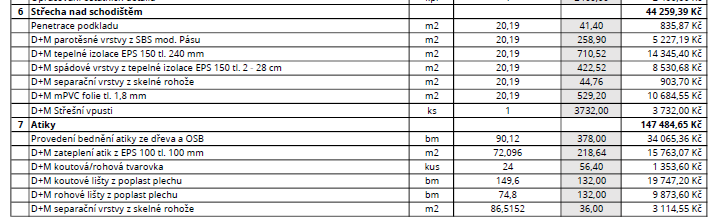 6 Střecha nad schodištěm 44 259,39 Kč
Penetrace podkladu m2 20,19 41,40 835,87 Kč
D+M parotěsné vrstvy z SBS mod. Pásu m2 20,19 258,90 5 227,19 Kč
D+M tepelné izolace EPS 150 tl. 240 mm m2 20,19 710,52 14 345,40 Kč
D+M spádové vrstvy z tepelné izolace EPS 150 tl. 2 - 28 cm m2 20,19 422,52 8 530,68 Kč
D+M separační vrstvy z skelné rohože m2 20,19 44,76 903,70 Kč
D+M mPVC folie tl. 1,8 mm m2 20,19 529,20 10 684,55 Kč
D+M Střešní vpusti ks 1 3732,00 3 732,00 Kč
7 Atiky 147 484,65 Kč
Provedení bednění atiky ze dřeva a OSB bm 90,12 378,00 34 065,36 Kč
D+M zateplení atik z EPS 100 tl. 100 mm m2 72,096 218,64 15 763,07 Kč
D+M koutová/rohová tvarovka kus 24 56,40 1 353,60 Kč
D+M koutové lišty z poplast plechu bm 149,6 132,00 19 747,20 Kč
D+M rohové lišty z poplast plechu bm 74,8 132,00 9 873,60 Kč
D+M separační vrstvy z skelné rohože m2 86,5152 36,00 3 114,55 Kč